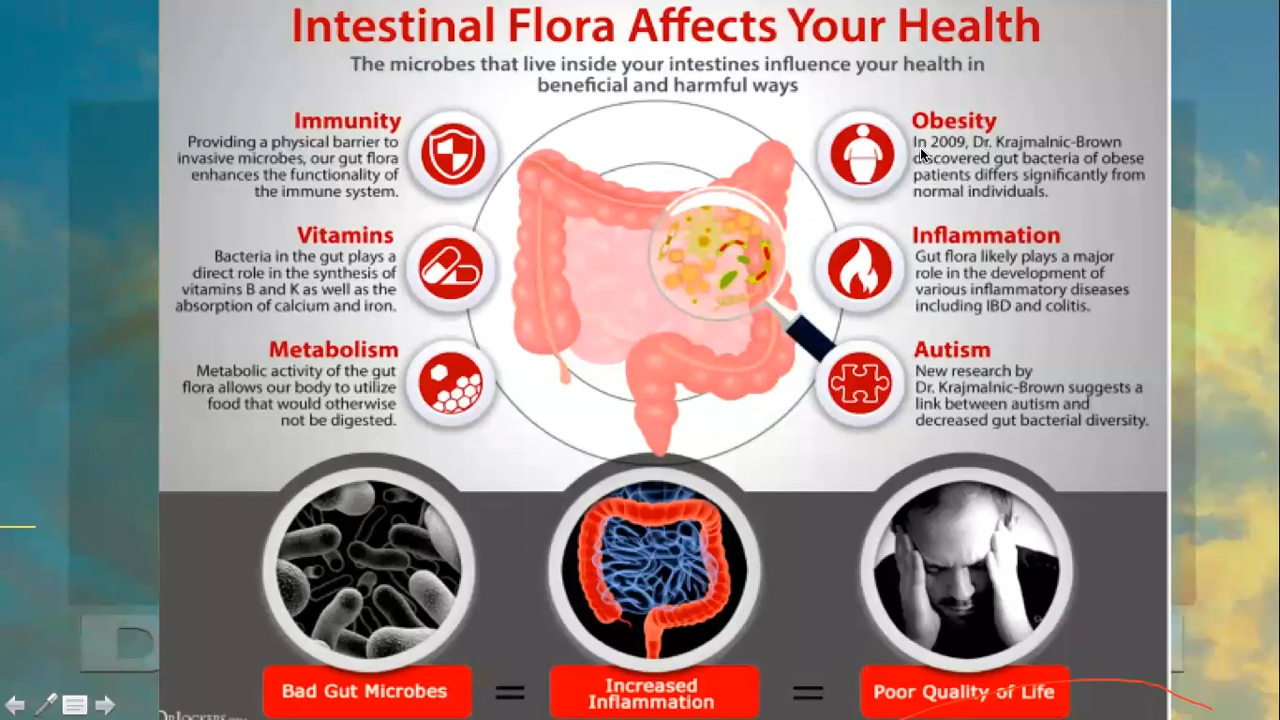 Intestinal Flora Affects Your Health
The microbes that live inside your intestines influence your health in
beneficial and harmful ways
Immunity
Providing a physical barrier to
invasive microbes, our gut flora
enhances the functionality of
the immune system.
Vitamins
Bacteria in the gut plays a
direct role in the synthesis of
vitamins B and K as well as the
absorption of calcium and iron.
Metabolism
Metabolic activity of the gut
flora allows our body to utilize
food that would otherwise
not be digested.
Obesity
In 2009, Dr. Krajmalnic-Brown
discovered gut bacteria of obese
patients differs significantly from
normal individuals.
Inflammation
Gut flora likely plays a major
role in the development of
various inflammatory diseases
including IBD and colitis.
Autism
New research by
Dr. Krajmalnic-Brown suggests a
link between autism and
decreased gut bacterial diversity.
Bad Gut Microbes
=
Increased
Inflammation
=
Poor Quality of Life